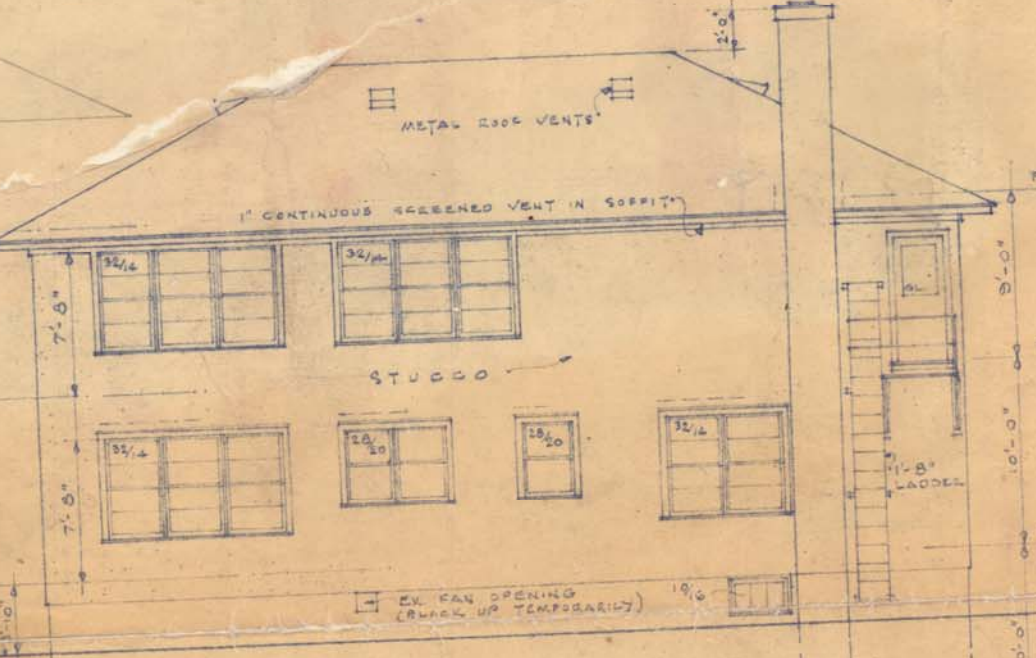 2'-0"
METAL ROOF VENTS
1" CONTINUOUS SCREENED VENT IN SOFFIT
32/14
32/14
GL.
7'-8"
9'-0"
STUCCO
32/14
28/20
28/20
32/14
7'-8"
1'-8"
LADDER
10'-0"
EX. FAN OPENING
(BLOCK UP TEMPORARILY)
19/16